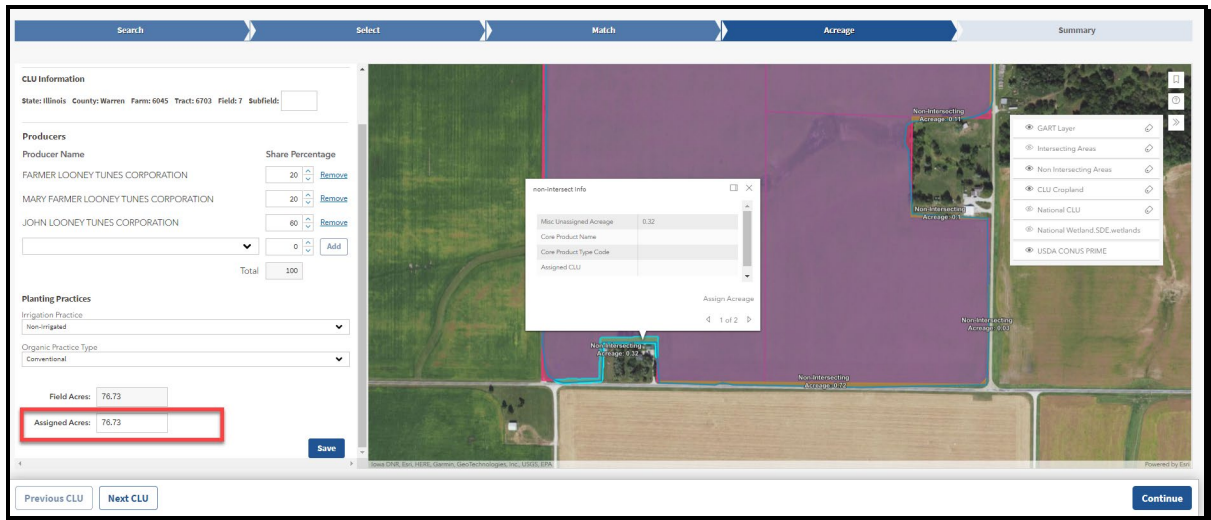 Search
Select
Match
Acreage
Summary
CLU Information
State: Illinois County: Warren Farm: 6045 Tract: 6703 Field: 7 Subfield:
Producers
Producer Name Share Percentage
FARMER LOONEY TUNES CORPORATION 20 Remove
MARY FARMER LOONEY TUNES CORPORATION 20 Remove
JOHN LOONEY TUNES CORPORATION 60 Remove
0 Add
Total 100
Planting Practices
Irrigation Practice
Non-Irrigated
Organic Practice Type
Conventional
Field Acres: 76.73
Assigned Acres: 76.73
Save
Non-Intersecting
Acreage: 0.11
Non-Intersecting
Acreage: 0.1
non-intersect Info
Misc Unassigned Acreage 0.32
Core Product Name
Core Product Type Code
Assigned CLU
Assign Acreage
1 of 2
Non-Intersecting
Acreage: 0.32
Non-Intersecting
Acreage: 0.03
Non-Intersecting
Acreage: 0.72
GART Layer
Intersecting Areas
Non Intersecting Areas
CLU Cropland
National CLU
National Wetland.SDE.wetlands
USDA CONUS PRIME
Iowa DNR, Esri, HERE, Garmin, GeoTechnologies, Inc., USGS, EPA
Powered by Esri
Previous CLU
Next CLU
Continue